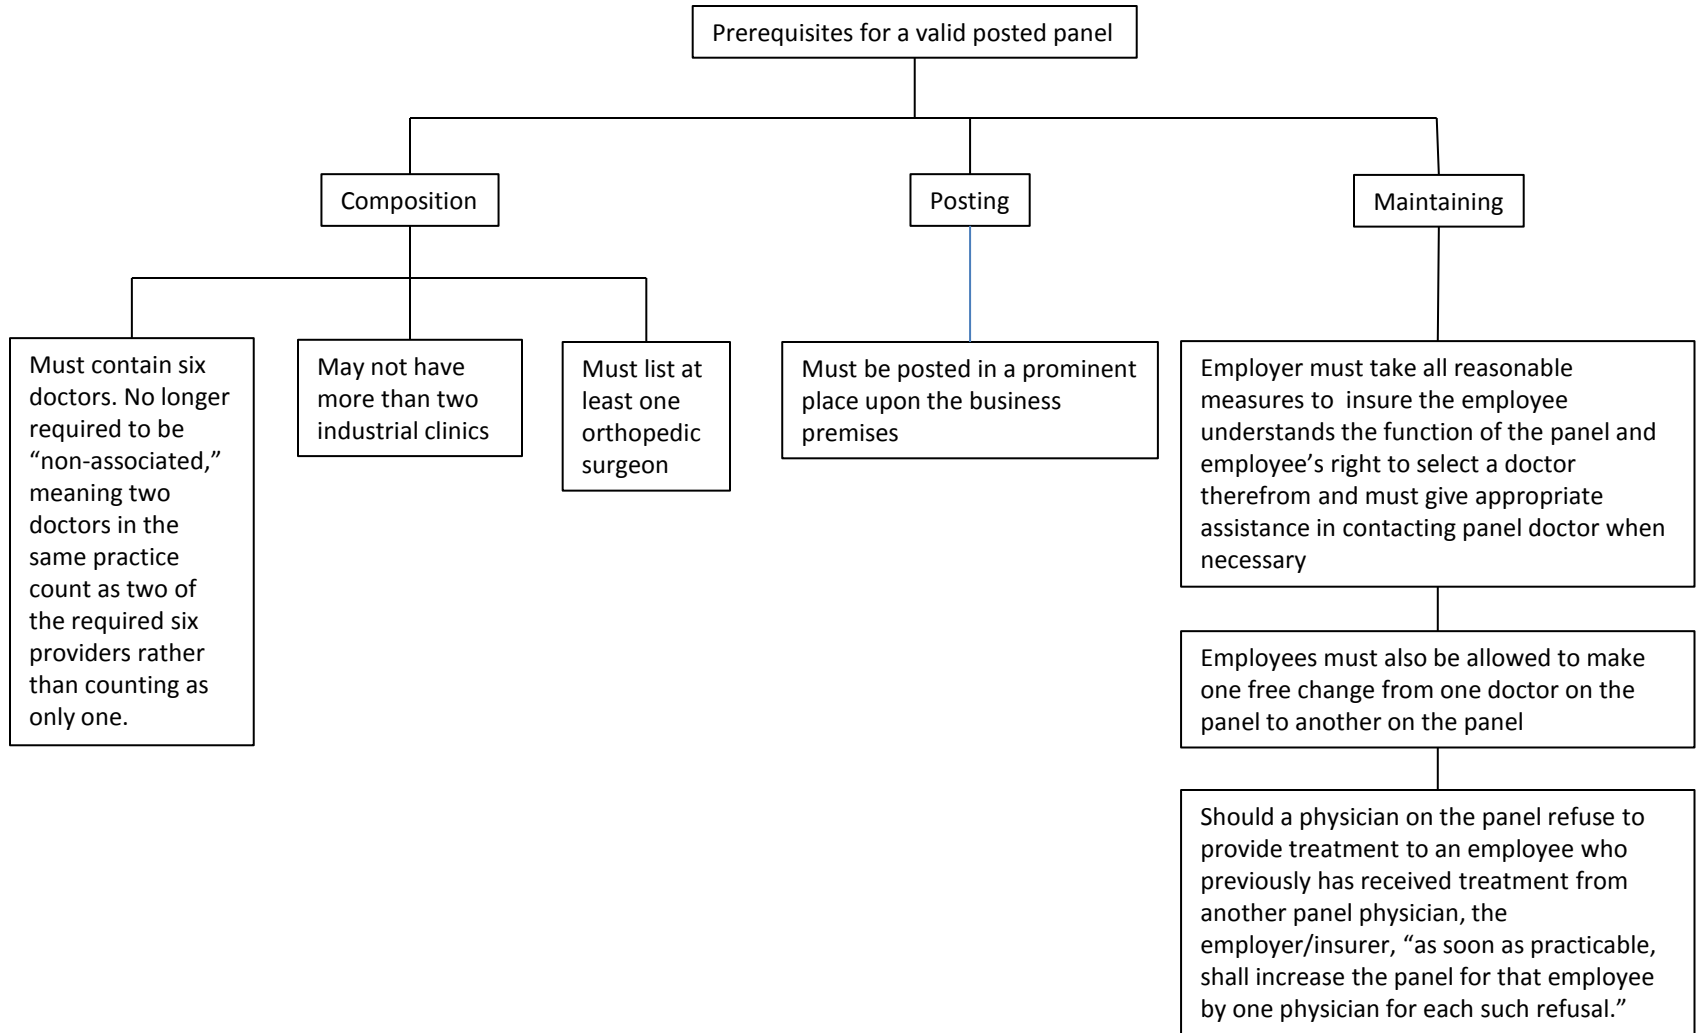 Prerequisites for a valid posted panel
Composition
Posting
Maintaining
Must contain six
doctors. No longer
required to be
“non-associated,”
meaning two
doctors in the
same practice
count as two of
the required six
providers rather
than counting as
only one.
May not have
more than two
industrial clinics
Must list at
least one
orthopedic
surgeon
Must be posted in a prominent
place upon the business
premises
Employer must take all reasonable
measures to  insure the employee
understands the function of the panel and
employee’s right to select a doctor
therefrom and must give appropriate
assistance in contacting panel doctor when
necessary
Employees must also be allowed to make
one free change from one doctor on the
panel to another on the panel
Should a physician on the panel refuse to
provide treatment to an employee who
previously has received treatment from
another panel physician, the
employer/insurer, “as soon as practicable,
shall increase the panel for that employee
by one physician for each such refusal.”